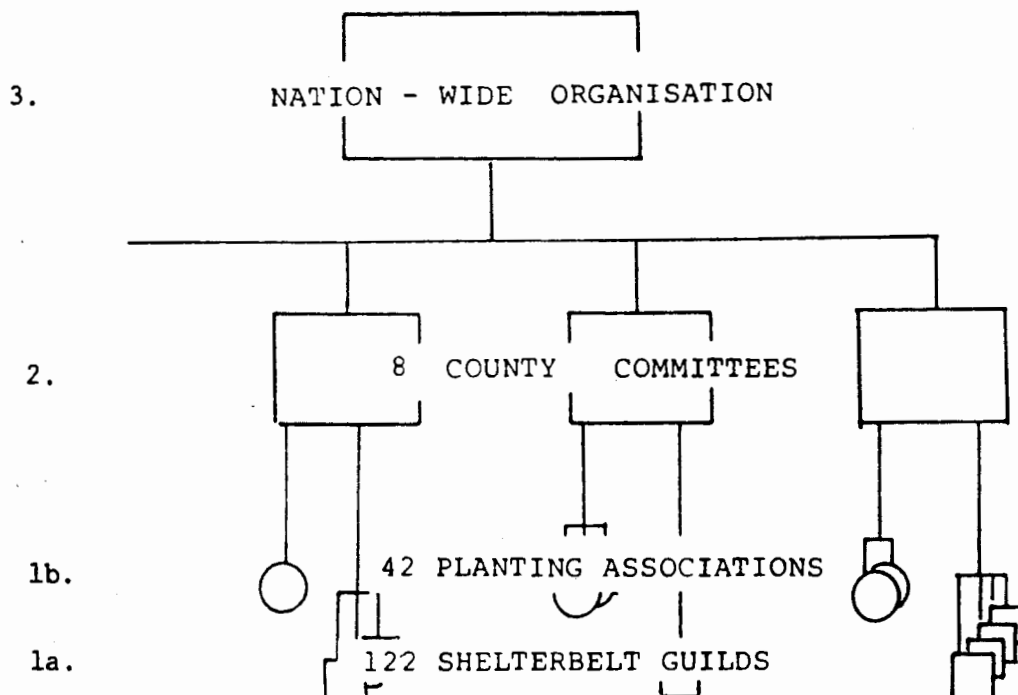 3. NATION - WIDE ORGANISATION
2. 8 COUNTY COMMITTEES
1b. 42 PLANTING ASSOCIATIONS
1a. 122 SHELTERBELT GUILDS